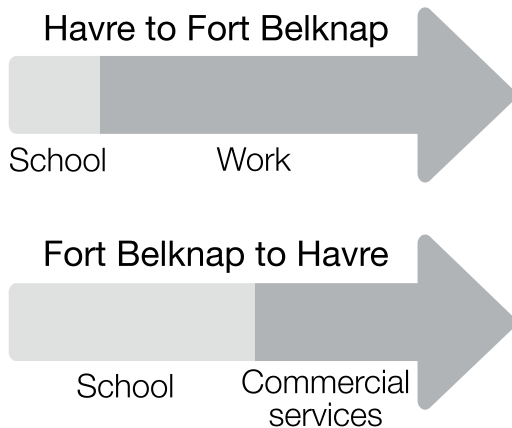 Havre to Fort Belknap
School Work
Fort Belknap to Havre
School Commercial
services